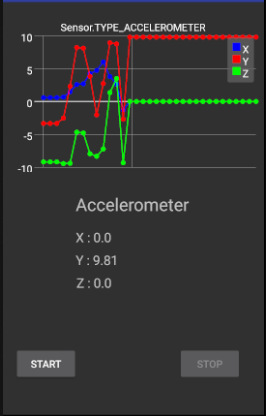 Sensor.TYPE_ACCELEROMETER
10
X
Y
Z
5
0
-5
-10
Accelerometer
X : 0.0
Y : 9.81
Z : 0.0
START
STOP